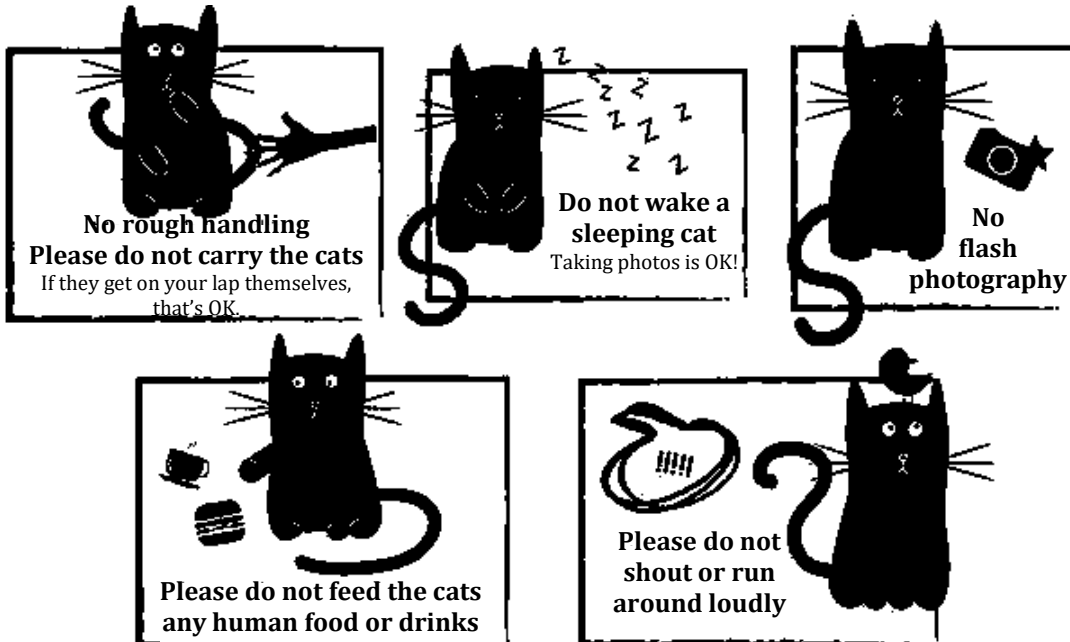 No rough handling
Please do not carry the cats
If they get on your lap themselves,
that's OK.
z
z
z
z
z
z
z
z
z
Do not wake a
sleeping cat
Taking photos is OK!
No
flash
photography
Please do not feed the cats
any human food or drinks
!!!!!
Please do not
shout or run
around loudly